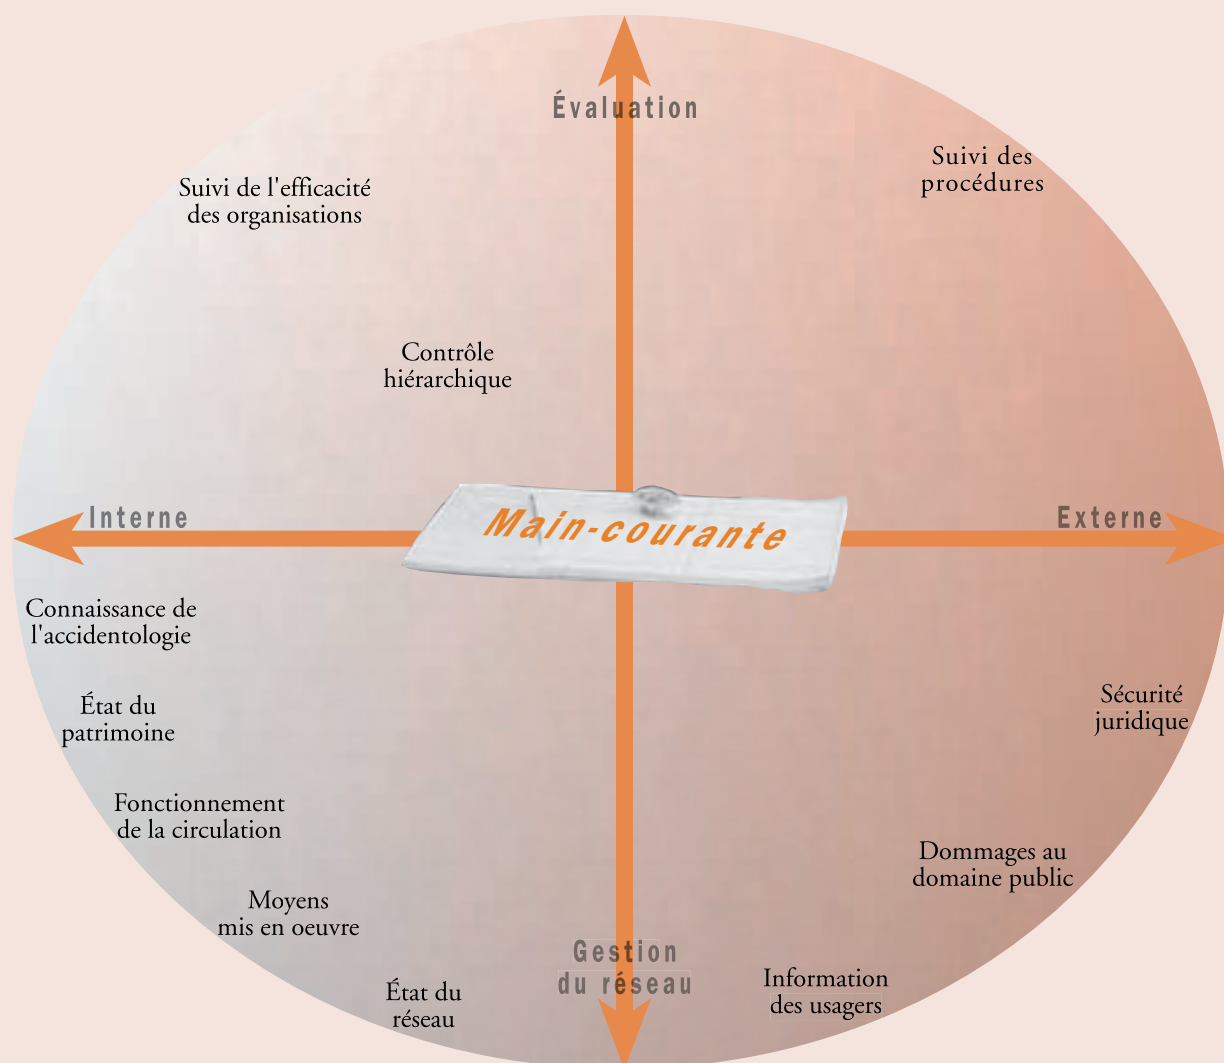 Évaluation
Suivi des
procédures
Suivi de l'efficacité
des organisations
Contrôle
hiérarchique
Interne
Main-courante
Externe
Connaissance de
l'accidentologie
État du
patrimoine
Sécurité
juridique
Fonctionnement
de la circulation
Dommages au
domaine public
Moyens
mis en oeuvre
Gestion
du réseau
État du
réseau
Information
des usagers